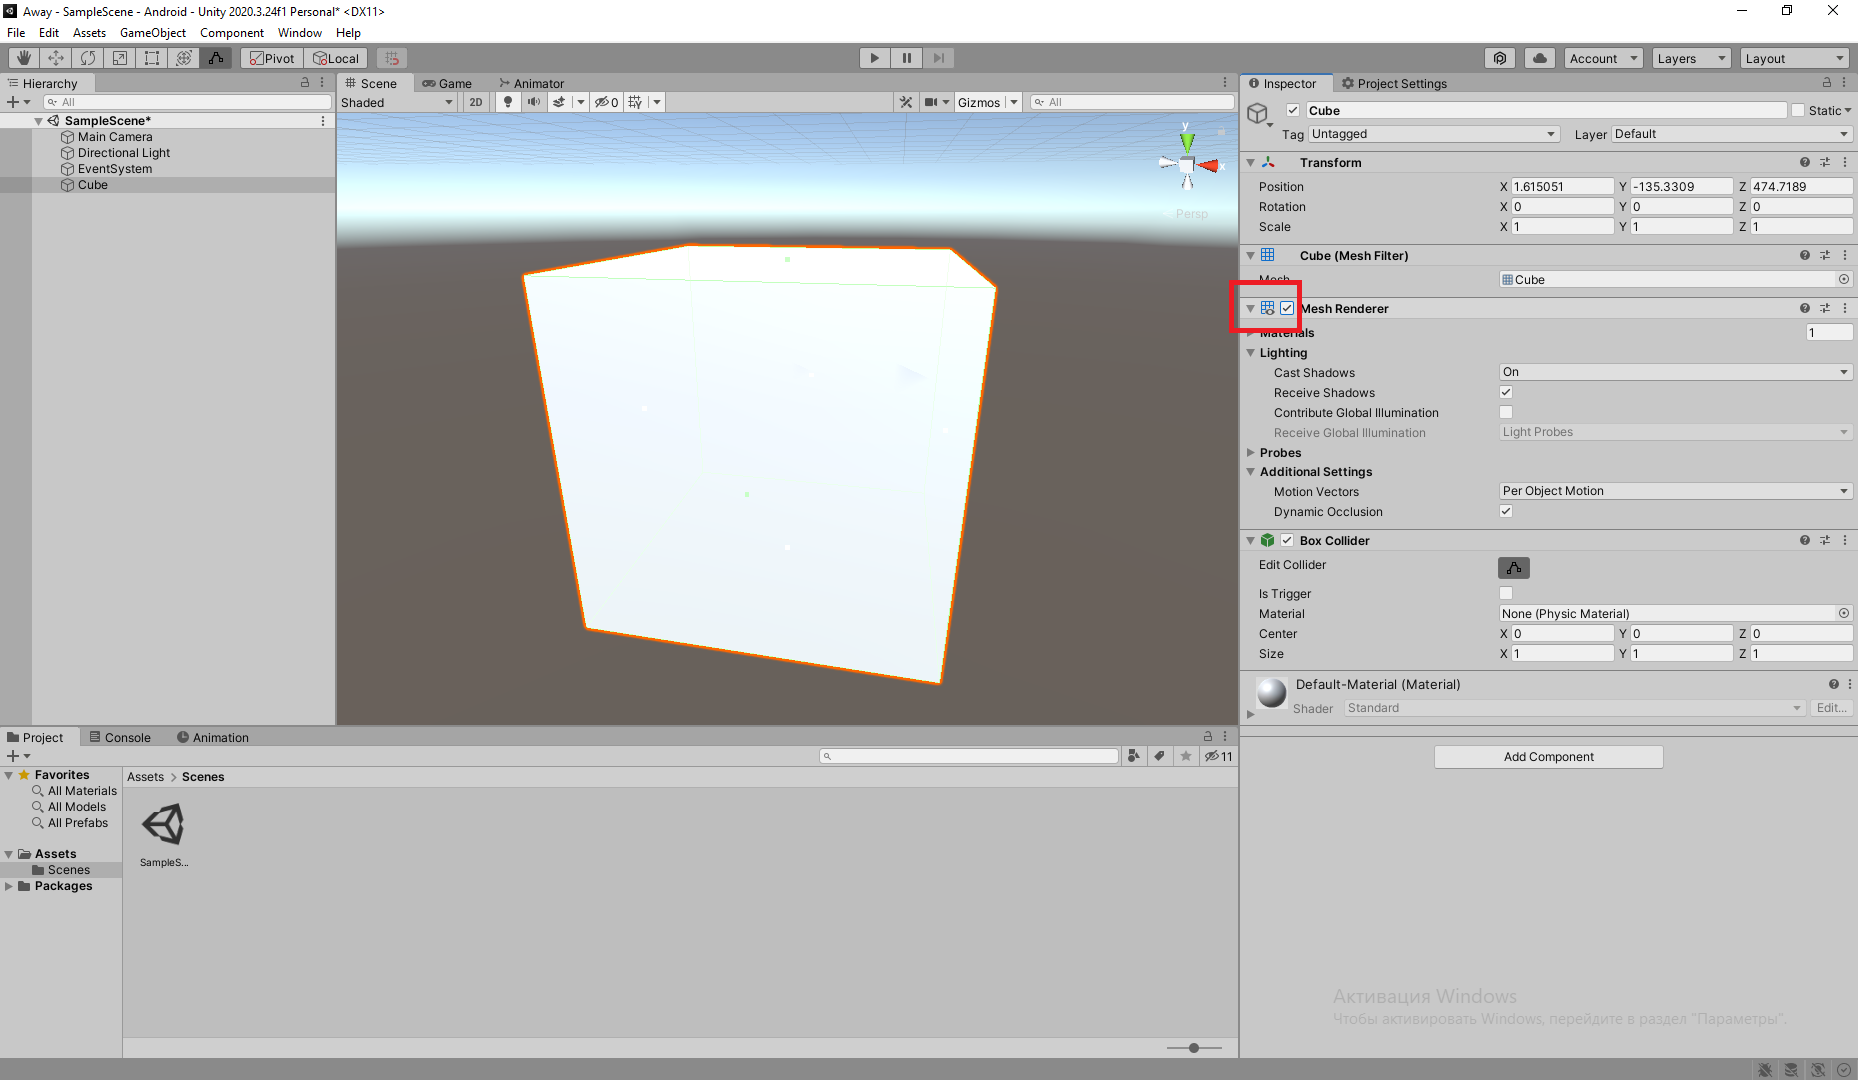 Away - SampleScene - Android - Unity 2020.3.24f1 Personal* <DX11>
File Edit Assets GameObject Component Window Help
Pivot Local Account Layers Layout
Hierarchy
All
SampleScene*
Main Camera
Directional Light
EventSystem
Cube
Scene Game Animator
Shaded 2D 0 Gizmos All
y
x
Persp
Inspector Project Settings
Cube Static
Tag Untagged Layer Default
Transform
Position X 1.615051 Y -135.3309 Z 474.7189
Rotation X 0 Y 0 Z 0
Scale X 1 Y 1 Z 1
Cube (Mesh Filter)
Mesh Cube
Mesh Renderer
Materials 1
Lighting
Cast Shadows On
Receive Shadows
Contribute Global Illumination
Receive Global Illumination Light Probes
Probes
Additional Settings
Motion Vectors Per Object Motion
Dynamic Occlusion
Box Collider
Edit Collider
Is Trigger
Material None (Physic Material)
Center X 0 Y 0 Z 0
Size X 1 Y 1 Z 1
Default-Material (Material)
Shader Standard Edit...
Add Component
Project Console Animation
11
Favorites
All Materials
All Models
All Prefabs
Assets
Scenes
Packages
Assets > Scenes
SampleS...
Активация Windows
Чтобы активировать Windows, перейдите в раздел "Параметры".